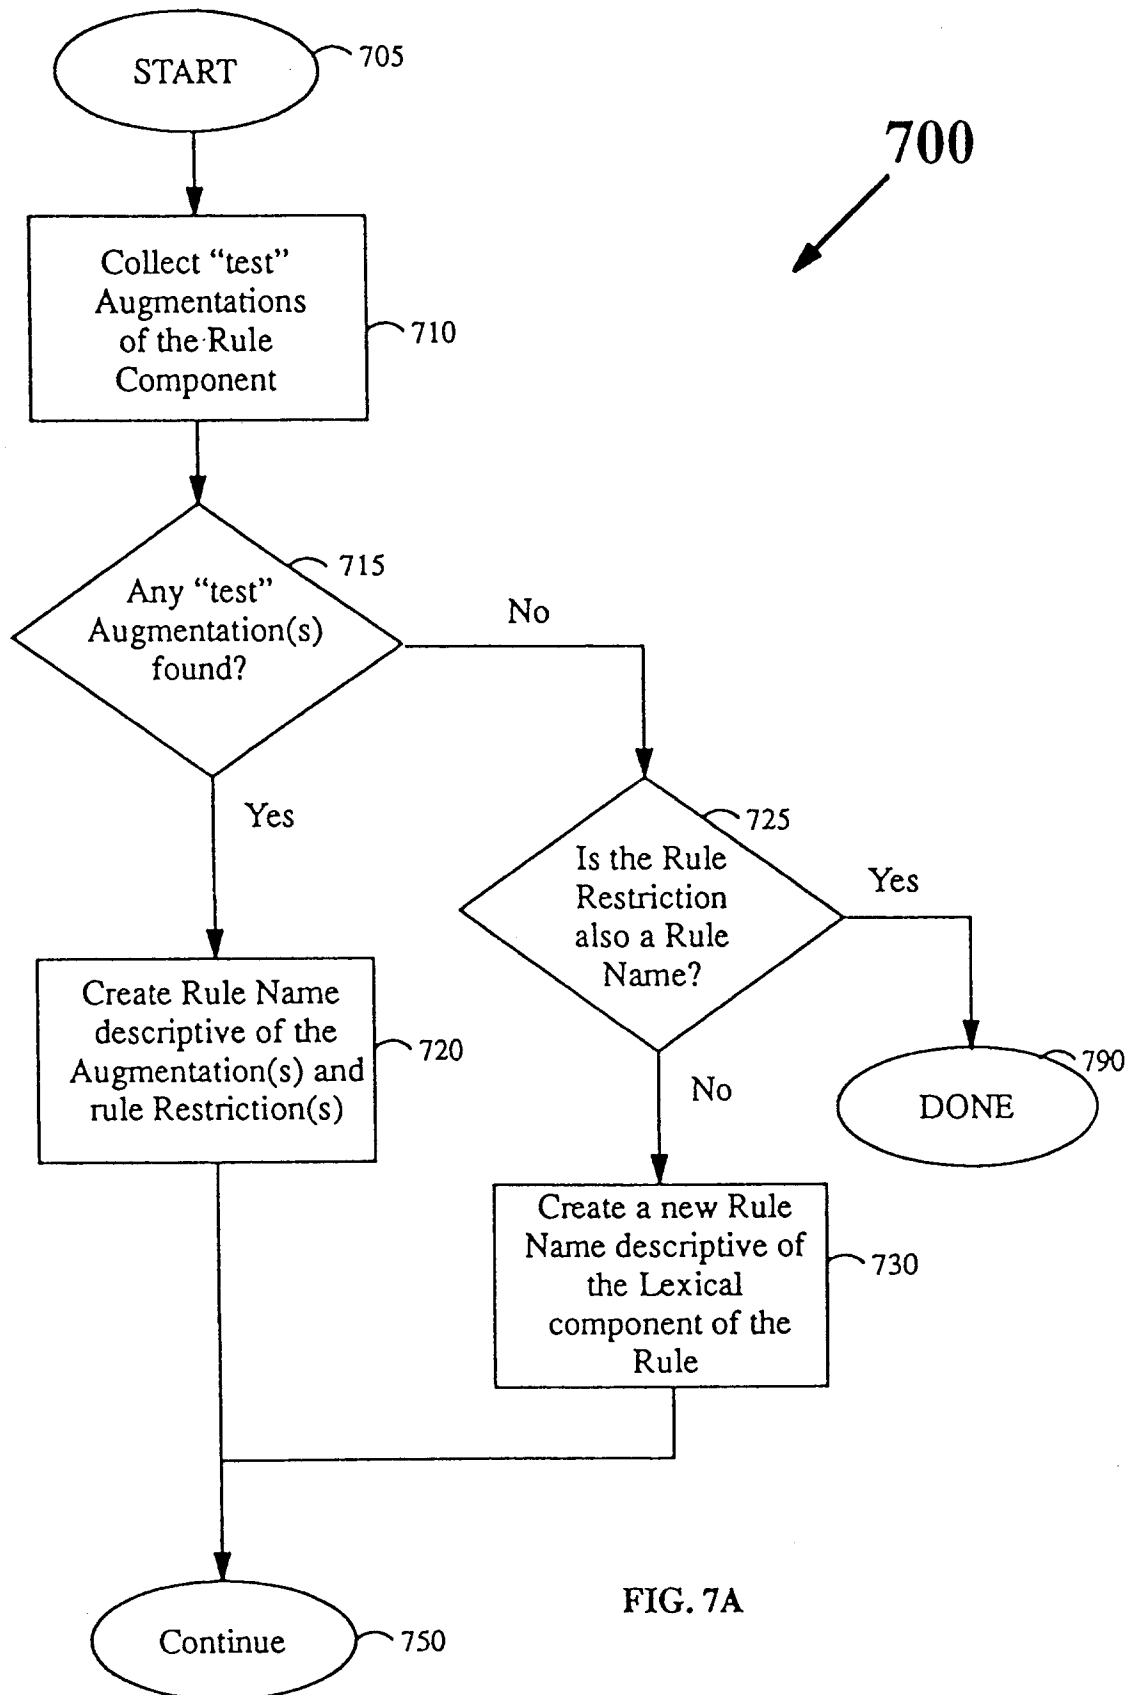 START
705
700
Collect “test”
Augmentations
of the Rule
Component
710
Any “test”
Augmentation(s)
found?
715
No
Yes
Is the Rule
Restriction
also a Rule
Name?
725
Yes
No
Create Rule Name
descriptive of the
Augmentation(s) and
rule Restriction(s)
720
DONE
790
Create a new Rule
Name descriptive of
the Lexical
component of the
Rule
730
Continue
750
FIG. 7A